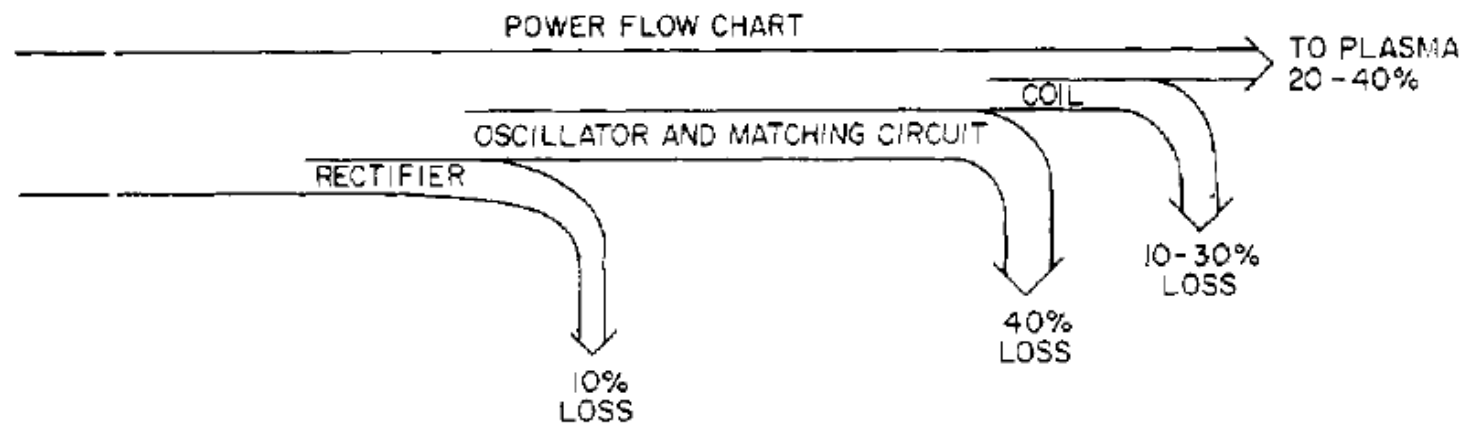 POWER FLOW CHART
TO PLASMA
20-40%
COIL
OSCILLATOR AND MATCHING CIRCUIT
RECTIFIER
10-30%
LOSS
40%
LOSS
10%
LOSS